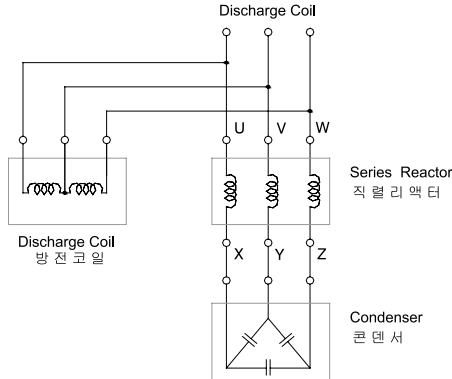 Discharge Coil
U V W
Series Reactor
직렬리액터
Discharge Coil
방전코일
X Y Z
Condenser
콘덴서